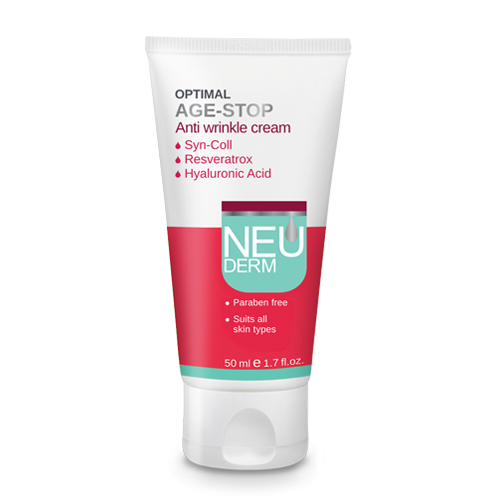 OPTIMAL
AGE-STOP
Anti wrinkle cream
Syn-Coll
Resveratrox
Hyaluronic Acid
NEU
DERM
• Paraben free
• Suits all
skin types
50 ml e 1.7 fl.oz.